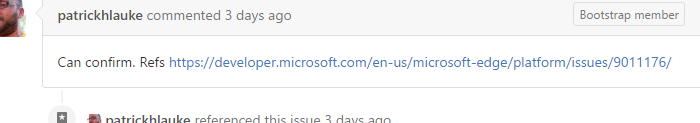 patrickhlauke commented 3 days ago
Bootstrap member
Can confirm. Refs https://developer.microsoft.com/en-us/microsoft-edge/platform/issues/9011176/
patrickhlauke referenced this issue 3 days ago